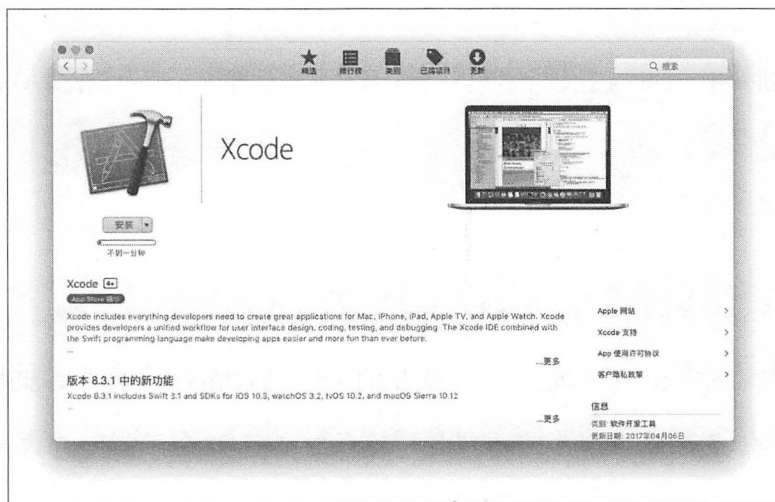 精选
排行榜
类别
已购项目
更新
搜索
Xcode
安装
不到一分钟
Xcode 4+
App Store 精华
Xcode includes everything developers need to create great applications for Mac, iPhone, iPad, Apple TV, and Apple Watch. Xcode
provides developers a unified workflow for user interface design, coding, testing, and debugging. The Xcode IDE combined with
the Swift programming language make developing apps easier and more fun than ever before.
...
...更多
版本 8.3.1 中的新功能
Xcode 8.3.1 includes Swift 3.1 and SDKs for iOS 10.3, watchOS 3.2, tvOS 10.2, and macOS Sierra 10.12
...
...更多
Apple 网站
Xcode 支持
App 使用许可协议
客户隐私政策
信息
类别: 软件开发工具
更新日期: 2017年04月06日